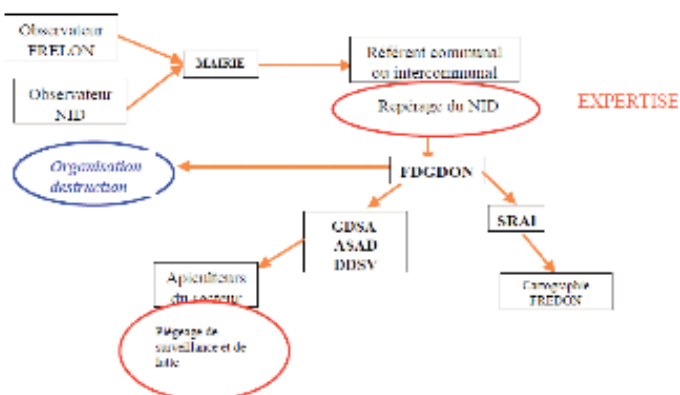 Observateur
FRELON
MAIRIE
Référent communal
ou intercommunal
Observateur
NID
Repérage du NID
EXPERTISE
Organisation
destruction
FDGDON
GDSA
ASAD
DDSV
SRAL
Apiculteurs
du secteur
Cartographie
FREDON
Piégeage de
surveillance et de
lutte